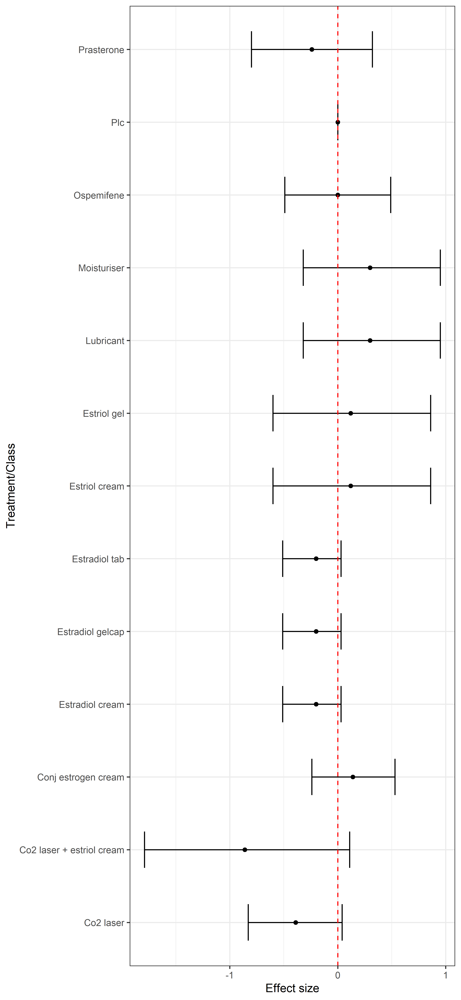 Prasterone
Plc
Ospemifene
Moisturiser
Lubricant
Estriol gel
Estriol cream
Estradiol tab
Estradiol gelcap
Estradiol cream
Conj estrogen cream
Co2 laser + estriol cream
Co2 laser
Treatment/Class
-1 0 1
Effect size